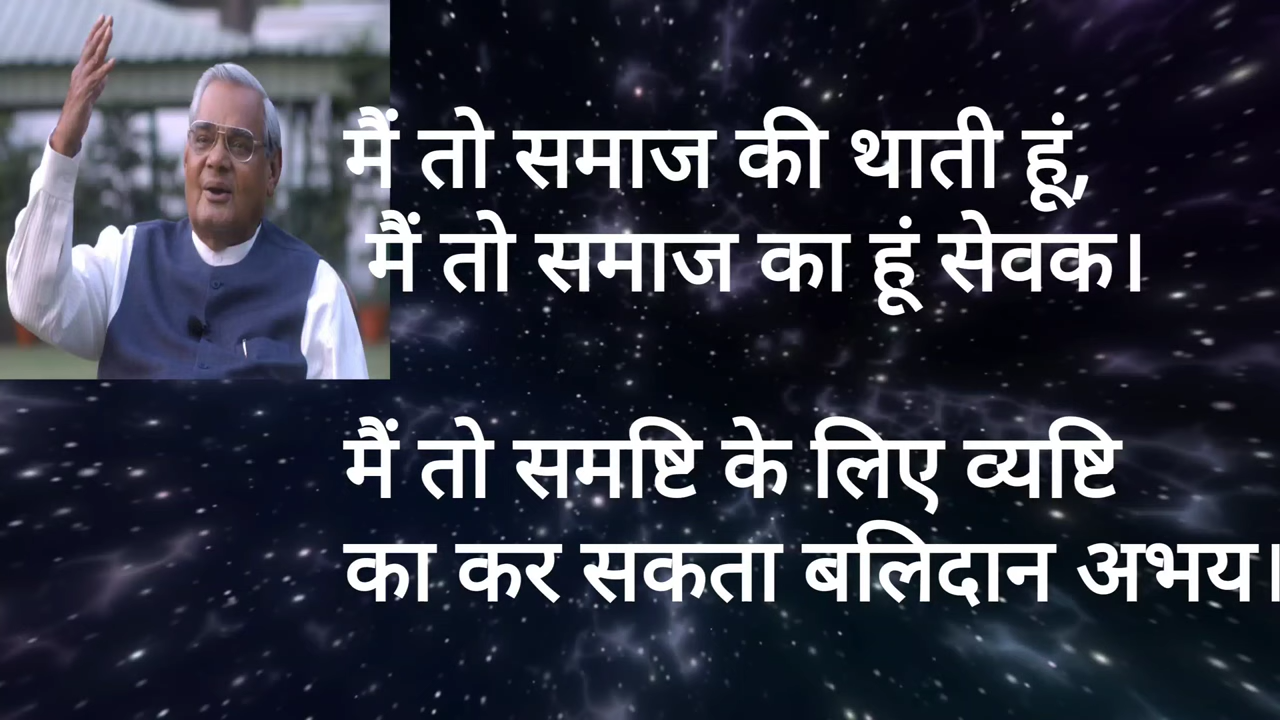 मैं तो समाज की थाती हूं,
मैं तो समाज का हूं सेवक।
मैं तो समष्टि के लिए व्यष्टि
का कर सकता बलिदान अभय।